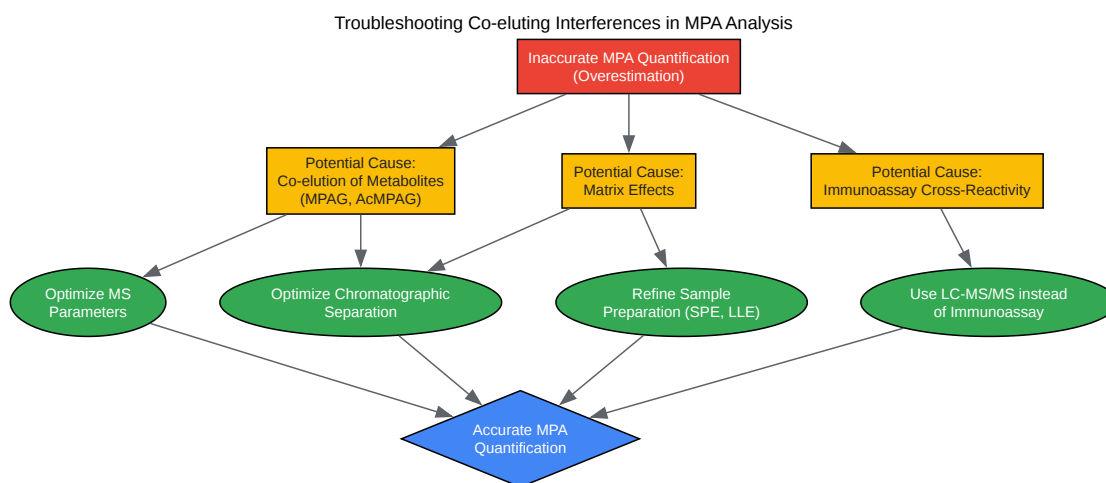 Troubleshooting Co-eluting Interferences in MPA Analysis
Inaccurate MPA Quantification
(Overestimation)
Potential Cause:
Co-elution of Metabolites
(MPAG, AcMPAG)
Potential Cause:
Matrix Effects
Potential Cause:
Immunoassay Cross-Reactivity
Optimize MS
Parameters
Optimize Chromatographic
Separation
Refine Sample
Preparation (SPE, LLE)
Use LC-MS/MS instead
of Immunoassay
Accurate MPA
Quantification